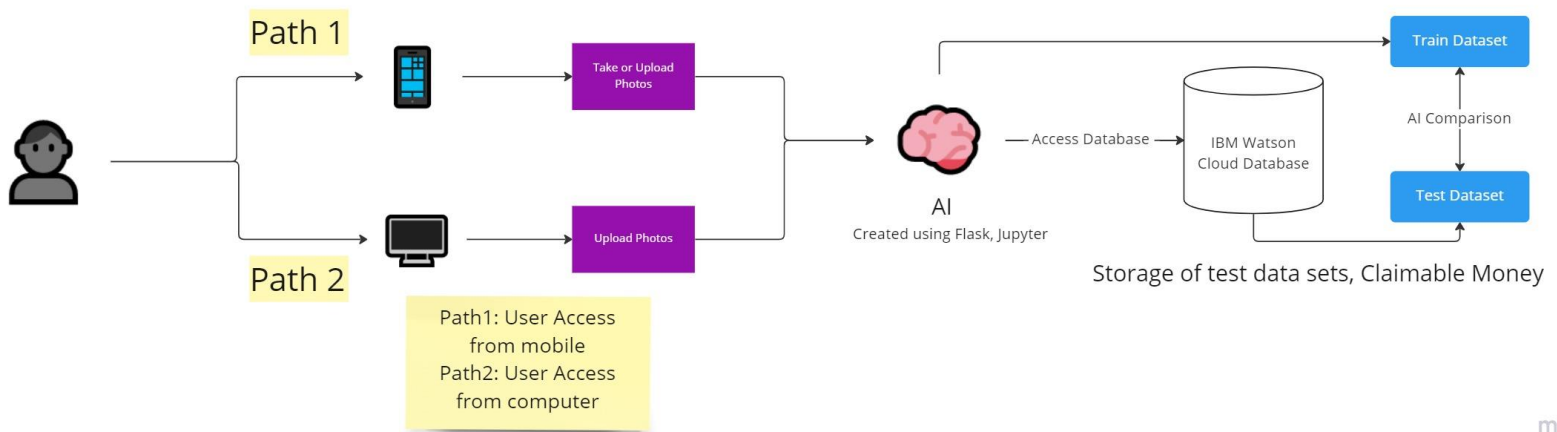 Path 1
Take or Upload
Photos
Path 2
Upload Photos
Path1: User Access
from mobile
Path2: User Access
from computer
AI
Created using Flask, Jupyter
Access Database
IBM Watson
Cloud Database
Train Dataset
AI Comparison
Test Dataset
Storage of test data sets, Claimable Money
m